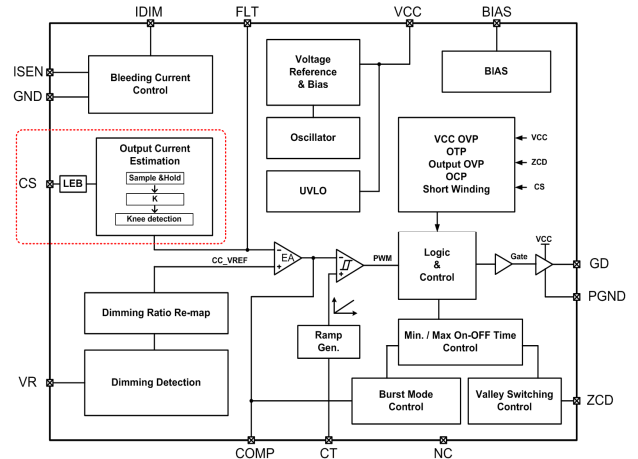 IDIM FLT VCC BIAS
ISEN
GND
Bleeding Current
Control
Voltage
Reference
& Bias
BIAS
Oscillator
UVLO
VCC OVP
OTP
Output OVP
OCP
Short Winding
VCC
ZCD
CS
CS
LEB
Output Current
Estimation
Sample &Hold
K
Knee detection
CC_VREF
EA
PWM
Logic
&
Control
Gate
VCC
GD
PGND
Dimming Ratio Re-map
Ramp
Gen.
Min. / Max On-OFF Time
Control
VR
Dimming Detection
Burst Mode
Control
Valley Switching
Control
ZCD
COMP CT NC